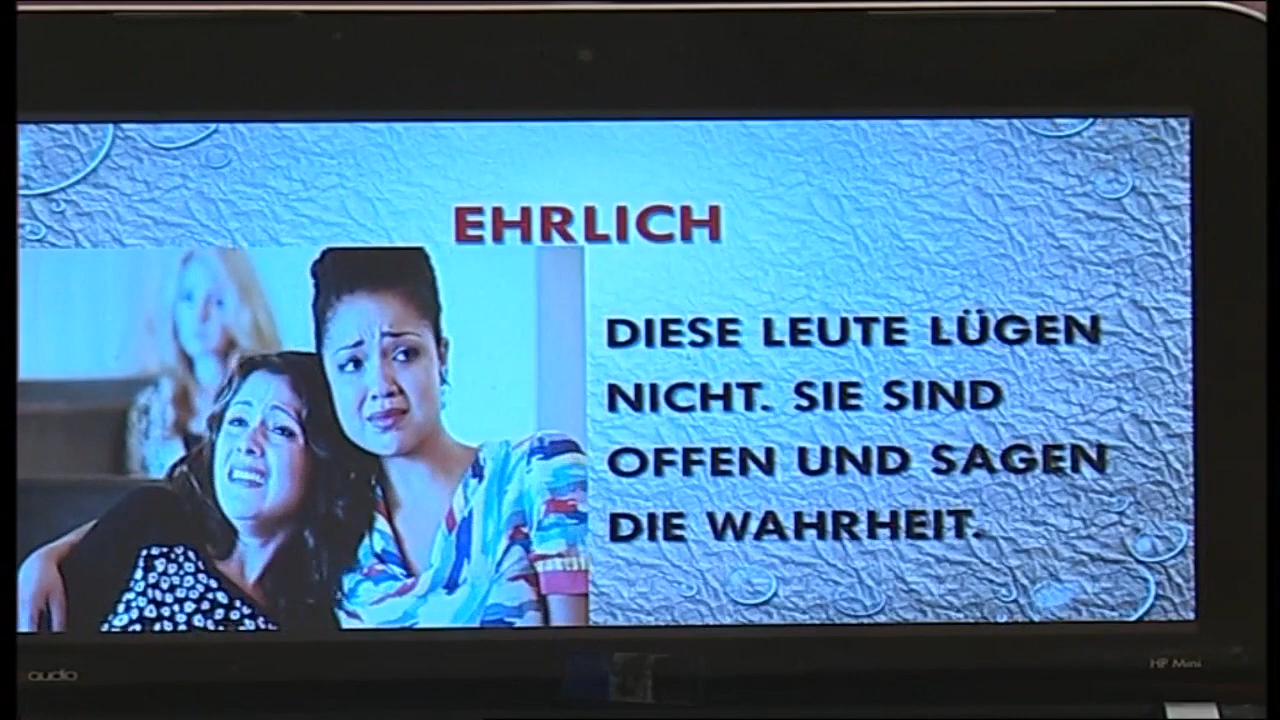 EHRLICH
DIESE LEUTE LÜGEN
NICHT. SIE SIND
OFFEN UND SAGEN
DIE WAHRHEIT.
audio
HP Mini